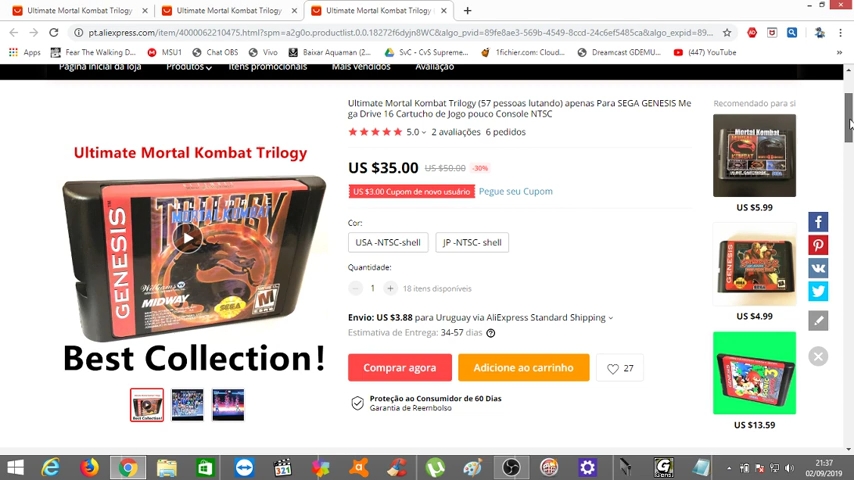 Ultimate Mortal Kombat Trilogy (
Ultimate Mortal Kombat Trilogy (
Ultimate Mortal Kombat Trilogy (
pt.aliexpress.com/item/4000062210475.html?spm=a2g0o.productlist.0.0.18272f6dyjn8WC&algo_pvid=89fe8ae3-569b-4549-8ccd-24c6ef5485ca&algo_expid=89...
Apps
Fear The Walking D...
MSU1
Chat OBS
Vivo
Baixar Aquaman (2...
SvC - CvS Supreme...
1fichier.com: Cloud...
Dreamcast GDEMU...
(447) YouTube
Página inicial da loja
Produtos
Itens promocionais
Mais vendidos
Avaliação
Ultimate Mortal Kombat Trilogy (57 pessoas lutando) apenas Para SEGA GENESIS Me
ga Drive 16 Cartucho de Jogo pouco Console NTSC
5.0
2 avaliações
6 pedidos
US $35.00
US $50.00
-30%
US $3.00 Cupom de novo usuário
Pegue seu Cupom
Cor:
USA -NTSC-shell
JP -NTSC- shell
Quantidade:
1
18 itens disponíveis
Envio: US $3.88 para Uruguay via AliExpress Standard Shipping
Estimativa de Entrega: 34-57 dias
Comprar agora
Adicione ao carrinho
27
Proteção ao Consumidor de 60 Dias
Garantia de Reembolso
Ultimate Mortal Kombat Trilogy
GENESIS
ULTIMATE
MORTAL KOMBAT
TRILOGY
Williams
MIDWAY
SEGA
M
Best Collection!
Recomendado para si
Mortal Kombat
US $5.99
GENESIS
US $4.99
US $13.59
21:37
02/09/2019